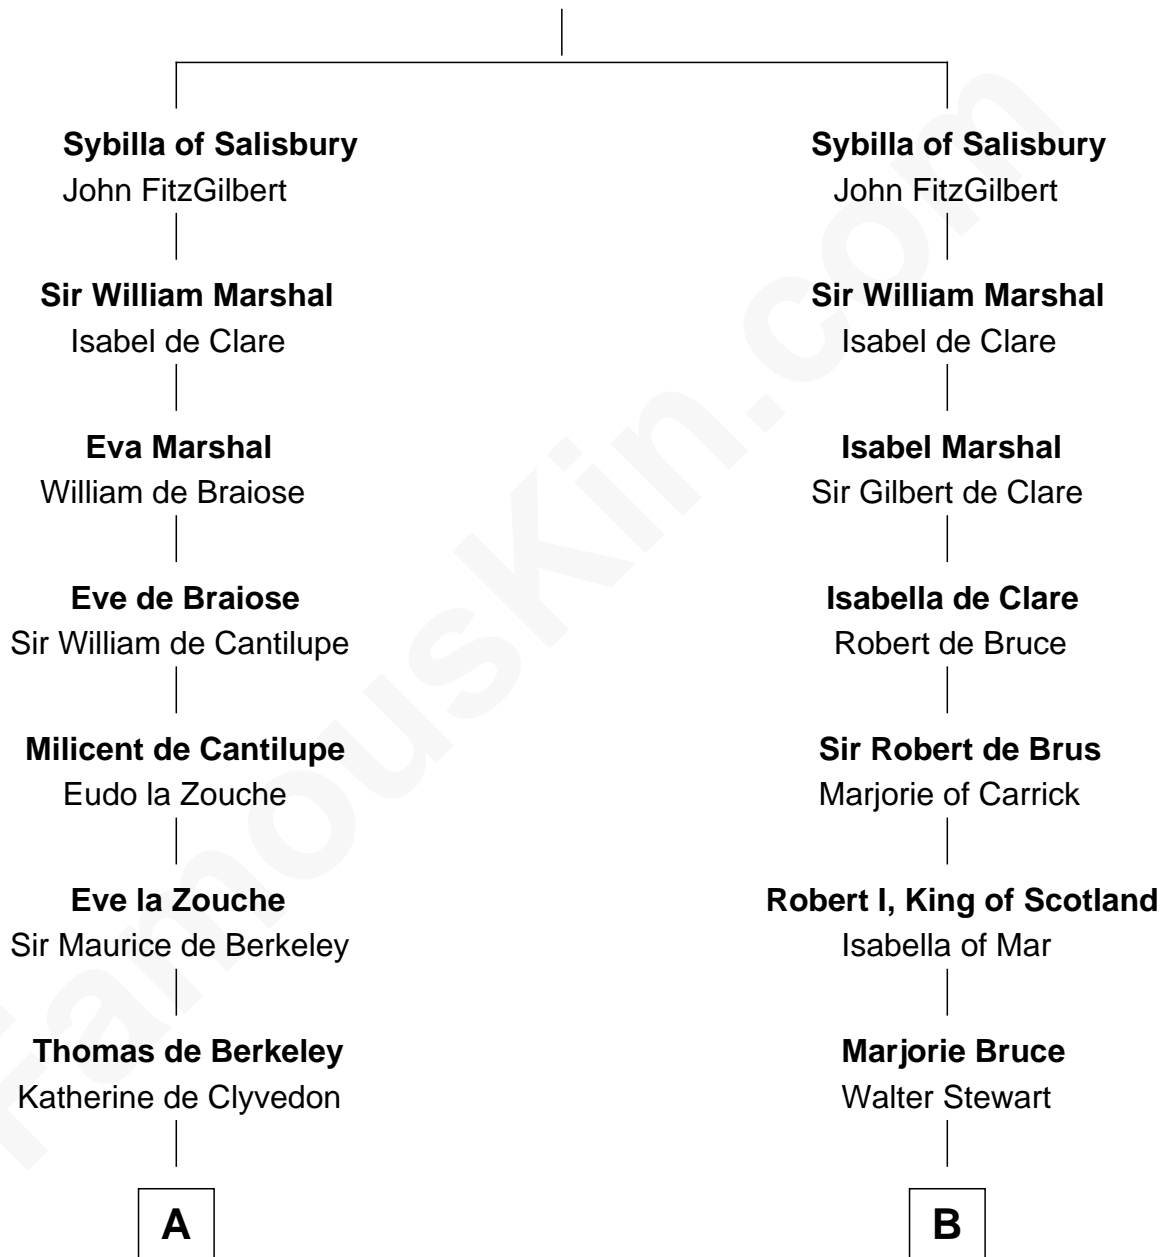 Sybilla of Salisbury
John FitzGilbert
Sir William Marshal
Isabel de Clare
Eva Marshal
William de Braiose
Eve de Braiose
Sir William de Cantilupe
Milicent de Cantilupe
Eudo la Zouche
Eve la Zouche
Sir Maurice de Berkeley
Thomas de Berkeley
Katherine de Clyvedon
A
Sybilla of Salisbury
John FitzGilbert
Sir William Marshal
Isabel de Clare
Isabel Marshal
Sir Gilbert de Clare
Isabella de Clare
Robert de Bruce
Sir Robert de Brus
Marjorie of Carrick
Robert I, King of Scotland
Isabella of Mar
Marjorie Bruce
Walter Stewart
B
FamousKin.com